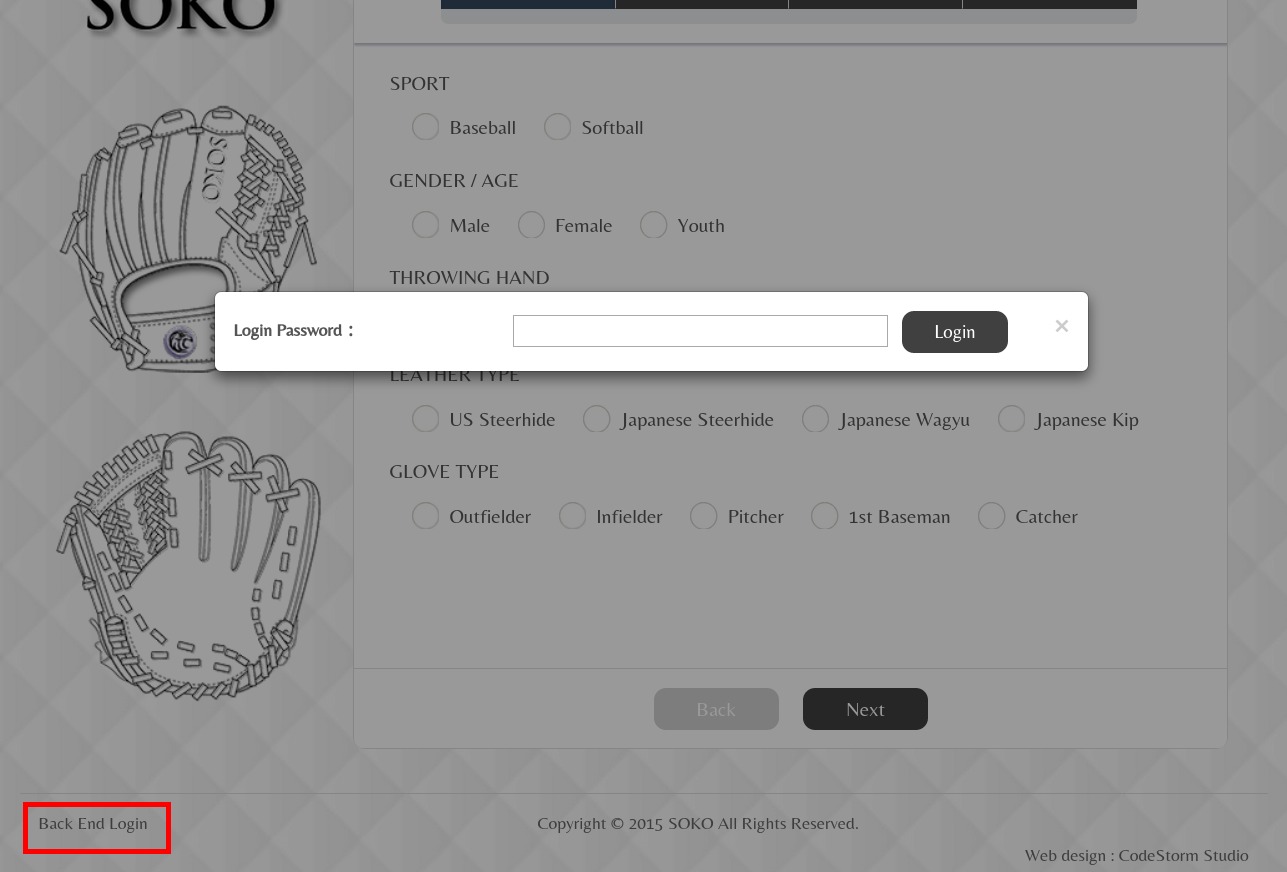 SOKO
SPORT
Baseball Softball
GENDER / AGE
Male Female Youth
THROWING HAND
SOKO
Login Password :
Login ×
LEATHER TYPE
US Steerhide Japanese Steerhide Japanese Wagyu Japanese Kip
GLOVE TYPE
Outfielder Infielder Pitcher 1st Baseman Catcher
Back Next
Back End Login Copyright © 2015 SOKO All Rights Reserved.
Web design : CodeStorm Studio